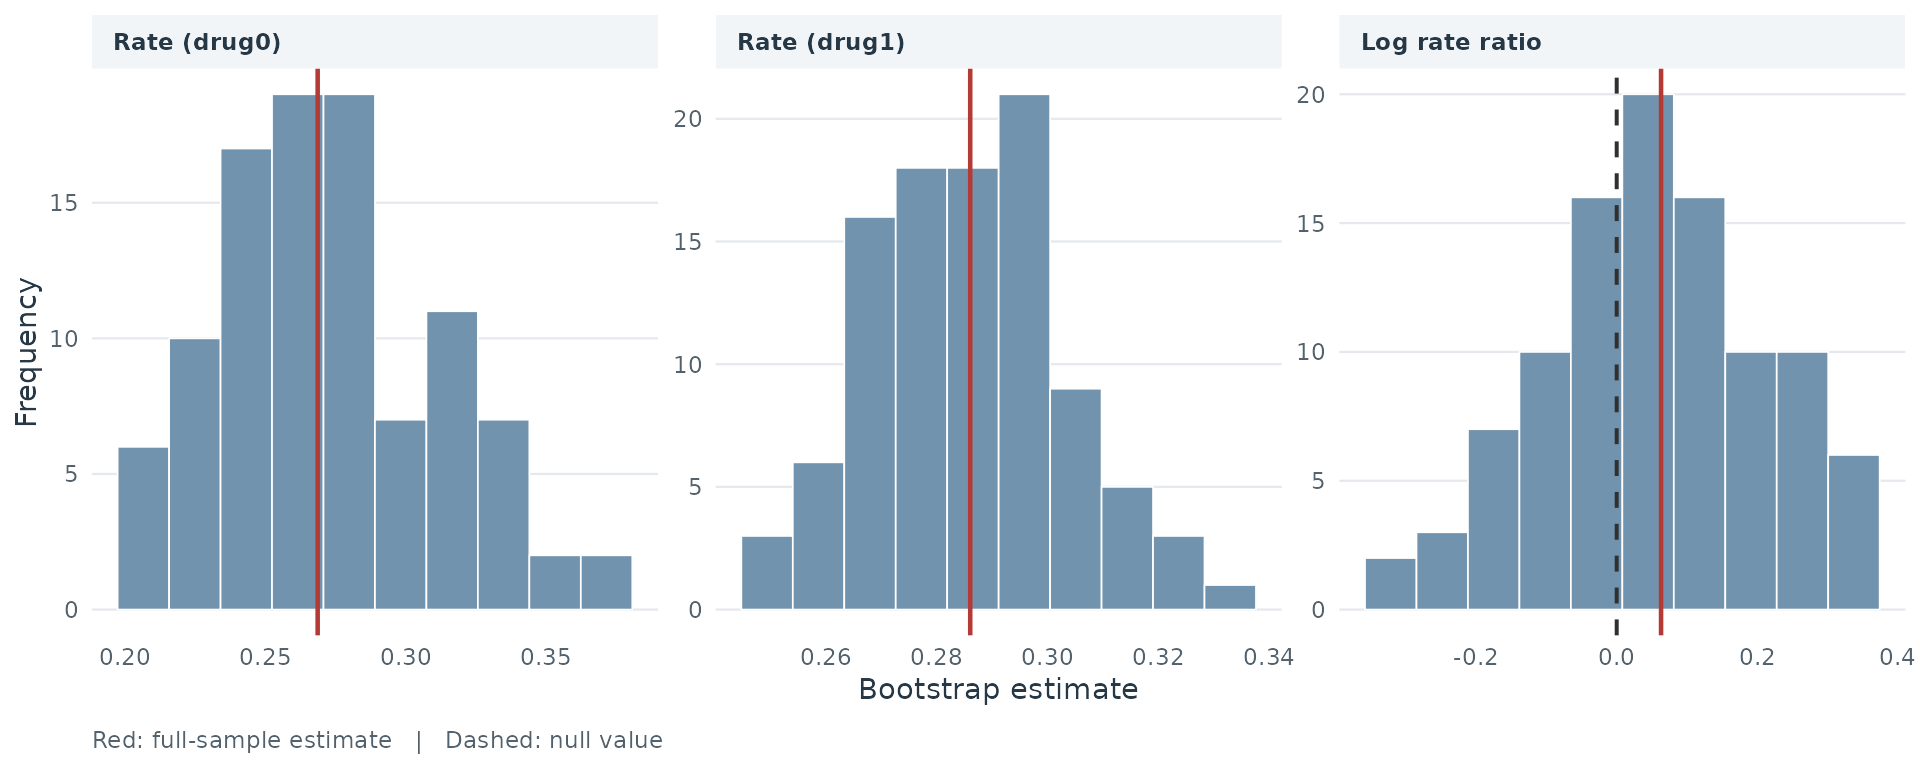 Rate (drug0)
Rate (drug1)
Log rate ratio
Frequency
15
10
5
0
0.20 0.25 0.30 0.35
20
15
10
5
0
0.26 0.28 0.30 0.32 0.34
20
15
10
5
0
-0.2 0.0 0.2 0.4
Bootstrap estimate
Red: full-sample estimate | Dashed: null value